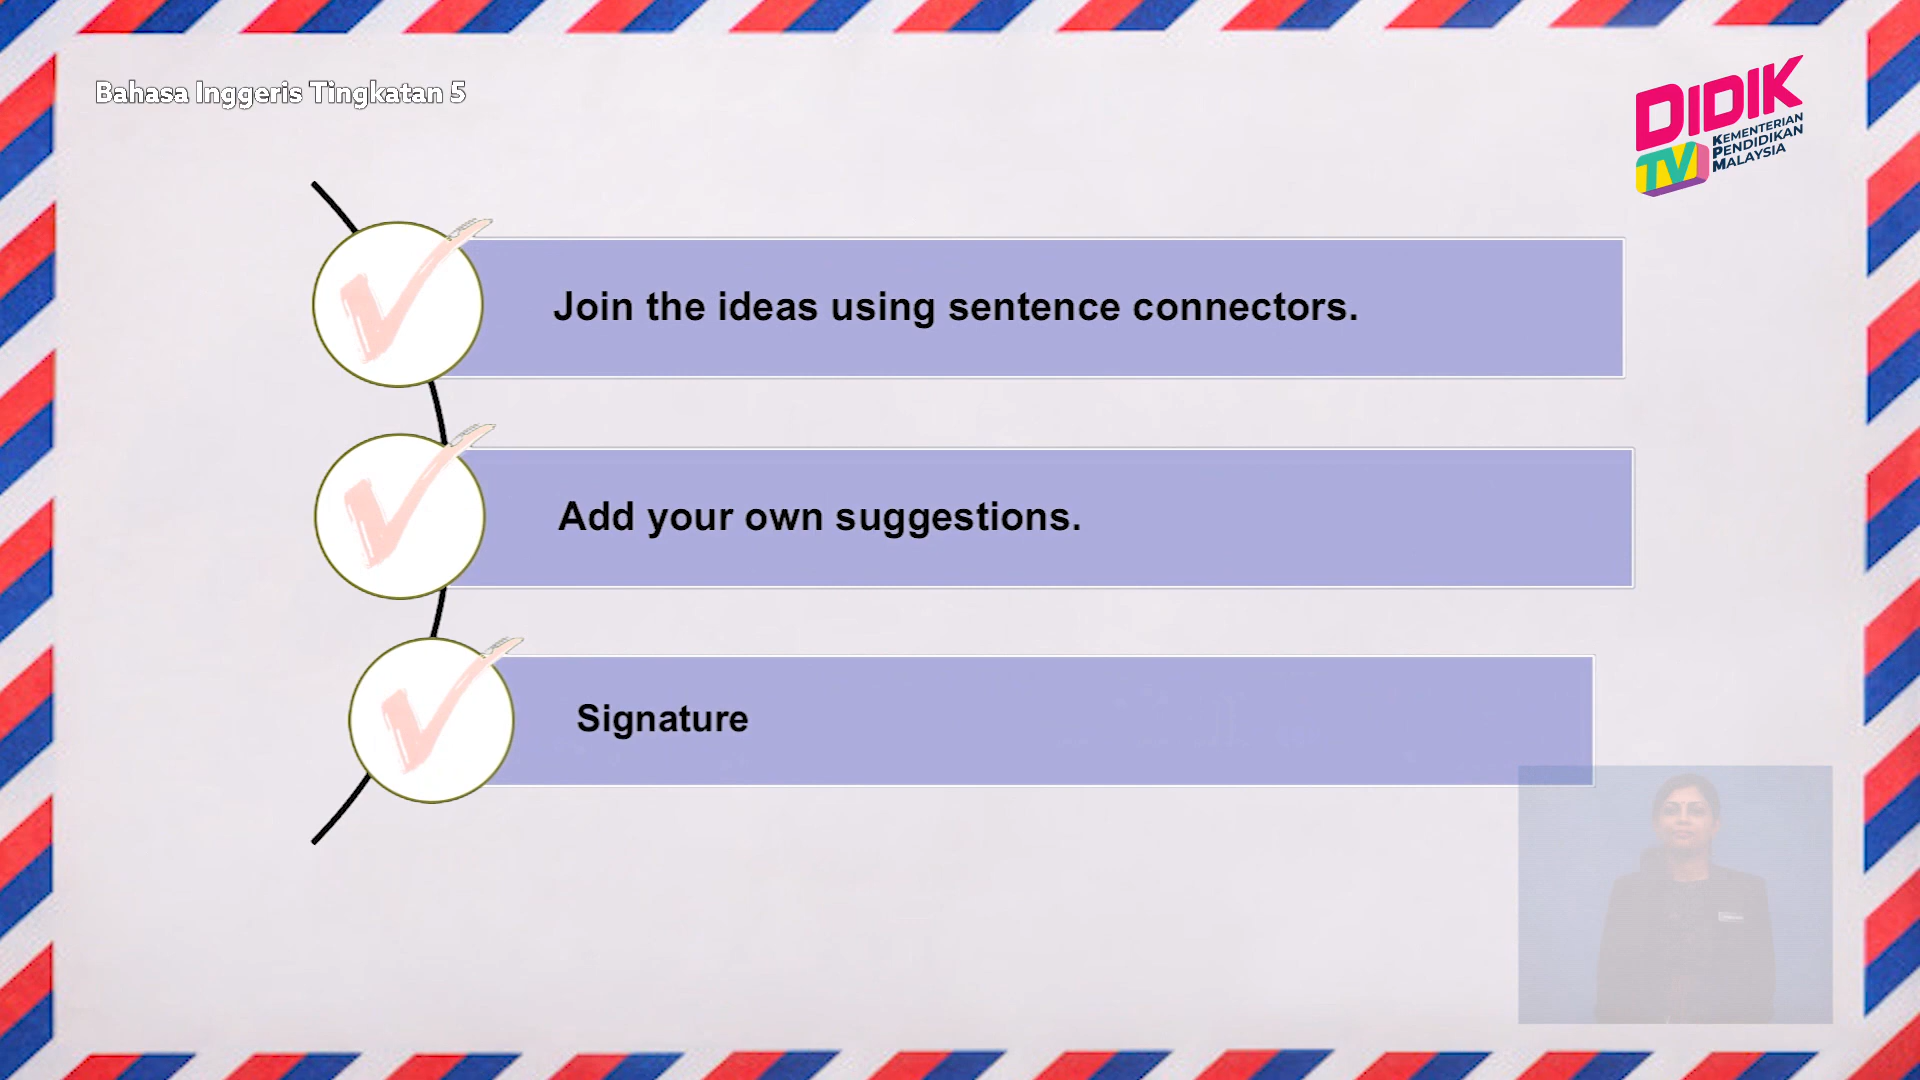 Bahasa Inggeris Tingkatan 5
DIDIK
TV
KEMENTERIAN
PENDIDIKAN
MALAYSIA
Join the ideas using sentence connectors.
Add your own suggestions.
Signature